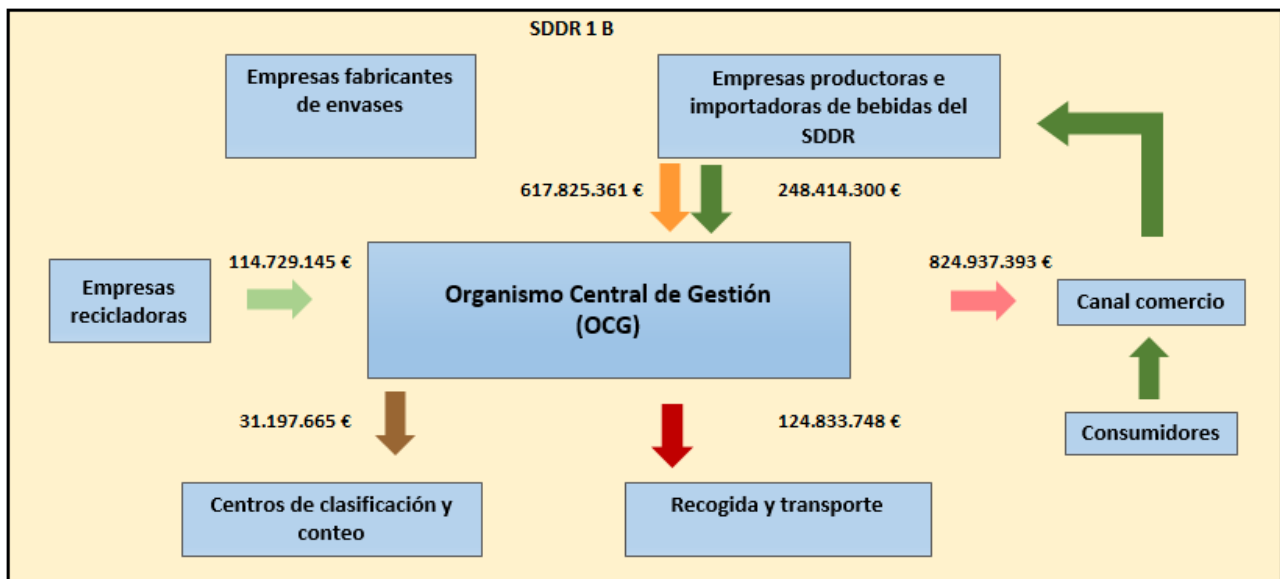 SDDR 1 B
Empresas fabricantes
de envases
Empresas productoras e
importadoras de bebidas del
SDDR
617.825.361 €
248.414.300 €
114.729.145 €
824.937.393 €
Empresas
recicladoras
Organismo Central de Gestión
(OCG)
Canal comercio
31.197.665 €
124.833.748 €
Consumidores
Centros de clasificación y
conteo
Recogida y transporte